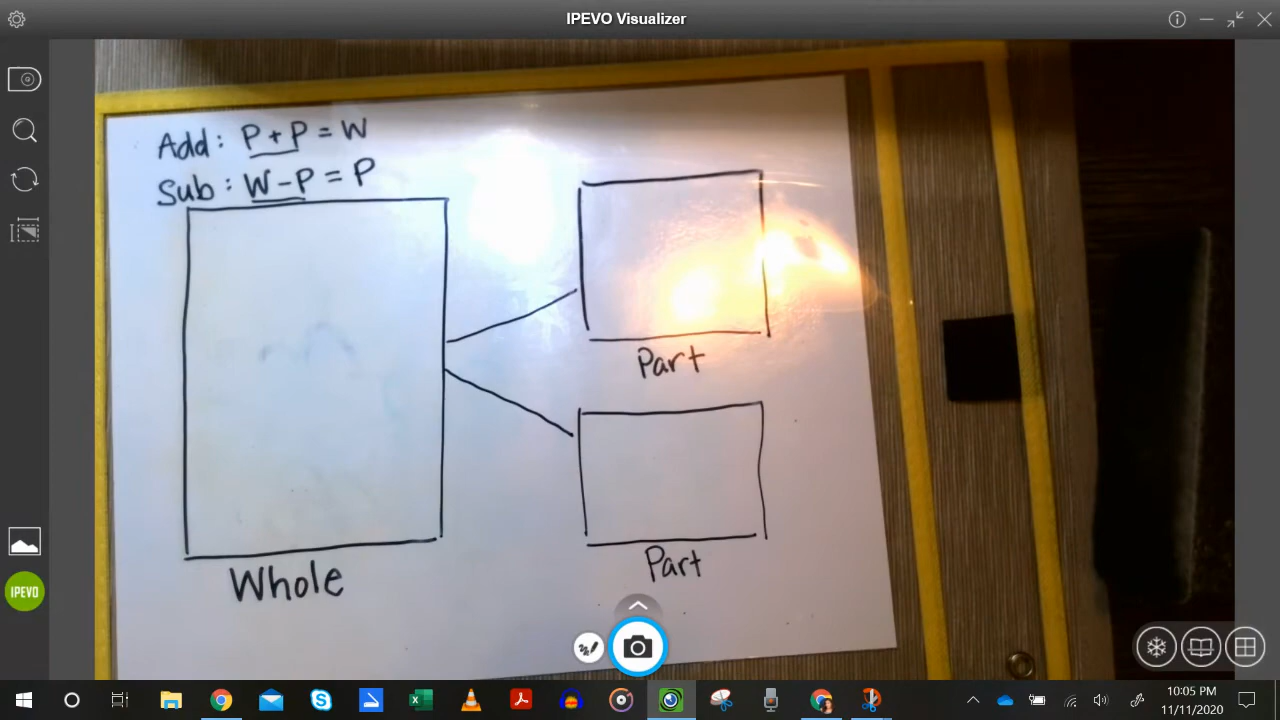 IPEVO Visualizer
Add: P + P = W
Sub: W - P = P
Part
Part
Whole
IPEVO
10:05 PM
11/11/2020